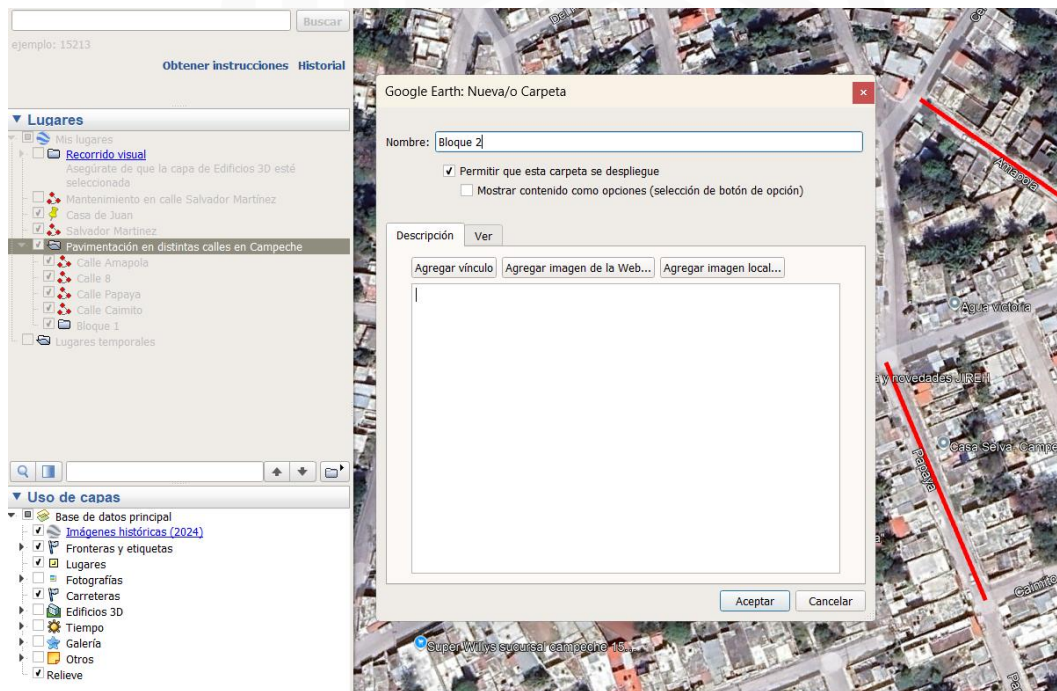 Buscar
ejemplo: 15213
Obtener instrucciones Historial
Lugares
Mis lugares
Recorrido visual
Asegúrate de que la capa de Edificios 3D esté
seleccionada
Mantenimiento en calle Salvador Martínez
Casa de Juan
Salvador Martinez
Pavimentación en distintas calles en Campeche
Calle Amapola
Calle 8
Calle Papaya
Calle Caimito
Bloque 1
Lugares temporales
Uso de capas
Base de datos principal
Imágenes históricas (2024)
Fronteras y etiquetas
Lugares
Fotografías
Carreteras
Edificios 3D
Tiempo
Galería
Otros
Relieve
Google Earth: Nueva/o Carpeta
Nombre: Bloque 2
Permitir que esta carpeta se despliegue
Mostrar contenido como opciones (selección de botón de opción)
Descripción Ver
Agregar vínculo Agregar imagen de la Web... Agregar imagen local...
Aceptar Cancelar
Amapola
Agua victoria
y novedades JIREH
Casa Selva Campe
Papaya
Caimito
Super Willys sucursal campeche 15...
Pa